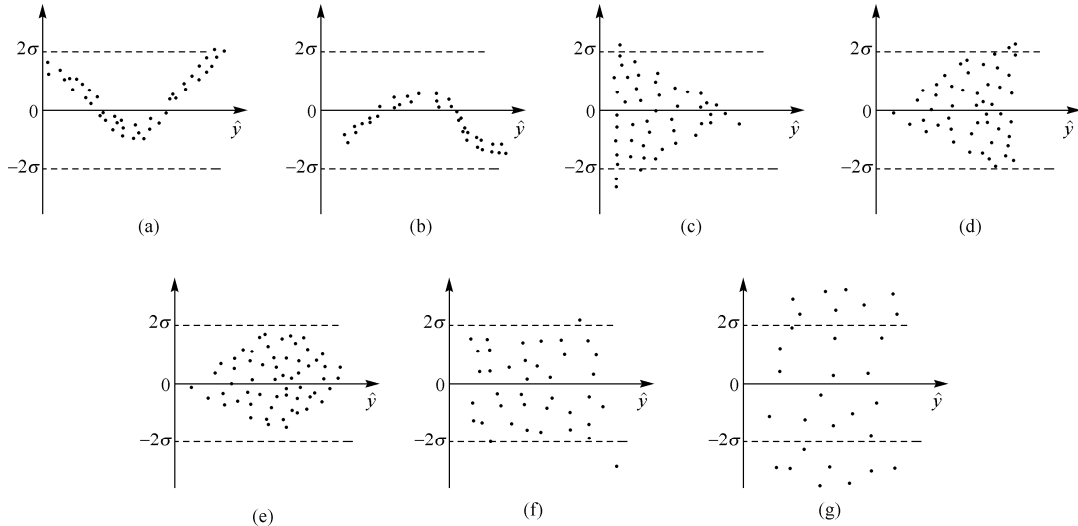 2σ 2σ 2σ 2σ
0 0 0 0
ŷ ŷ ŷ ŷ
−2σ −2σ −2σ −2σ
(a) (b) (c) (d)
2σ 2σ 2σ
0 0 0
ŷ ŷ ŷ
−2σ −2σ −2σ
(e) (f) (g)